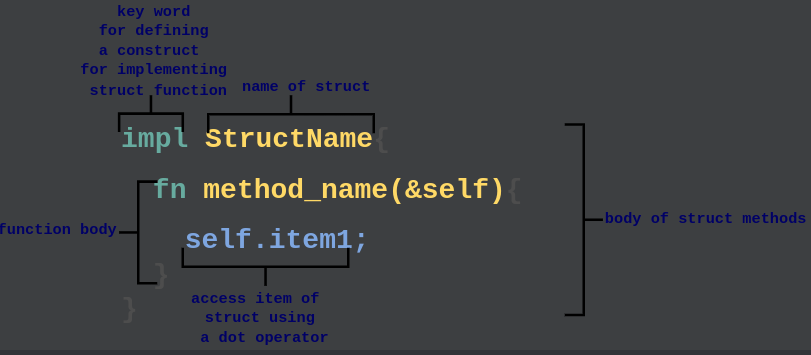 key word
for defining
a construct
for implementing
struct function
name of struct
impl StructName{
fn method_name(&self){
function body
body of struct methods
self.item1;
}
access item of
struct using
a dot operator
}